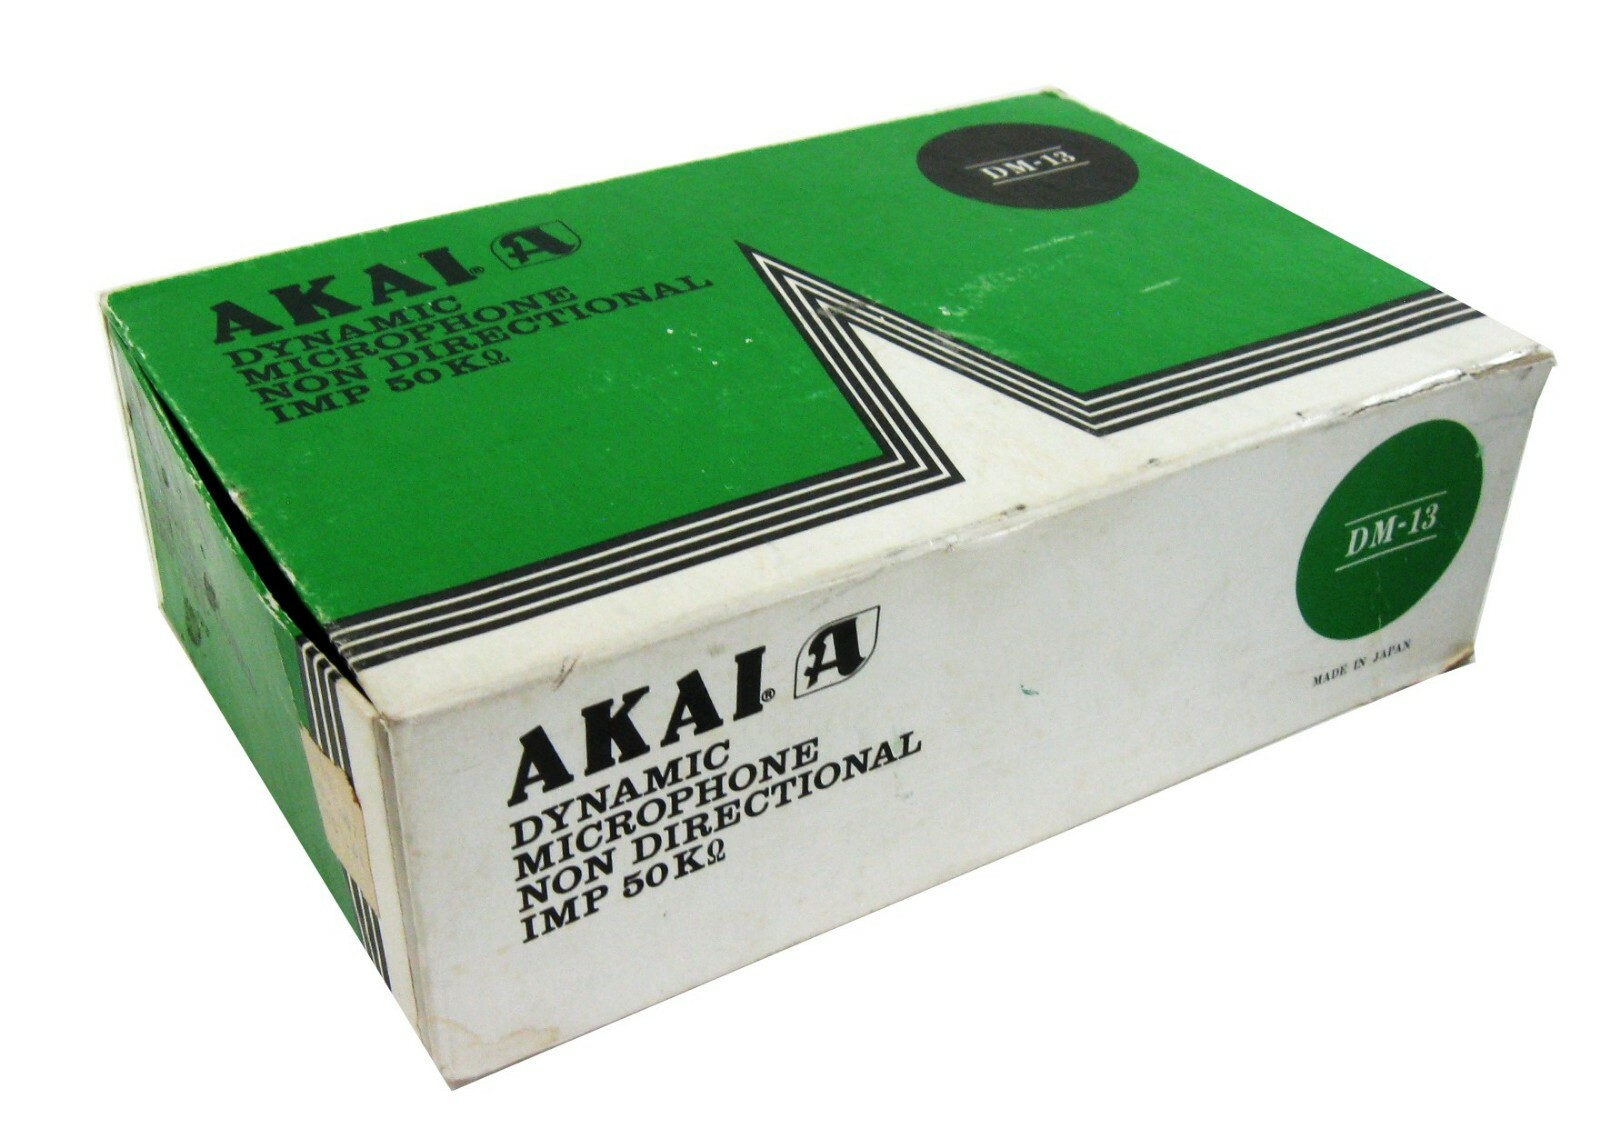 AKAI® A
DYNAMIC
MICROPHONE
NON DIRECTIONAL
IMP 50KΩ
DM-13
AKAI® A
DYNAMIC
MICROPHONE
NON DIRECTIONAL
IMP 50KΩ
DM-13
MADE IN JAPAN